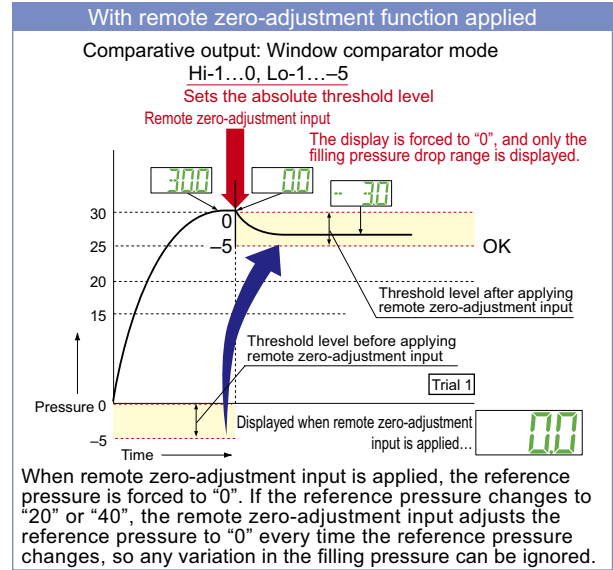 With remote zero-adjustment function applied
Comparative output: Window comparator mode
Hi-1…0, Lo-1…–5
Sets the absolute threshold level
Remote zero-adjustment input
The display is forced to “0”, and only the
filling pressure drop range is displayed.
-30.0
0.0
- 3.0
30
0
25
–5
OK
20
15
Threshold level after applying
remote zero-adjustment input
Threshold level before applying
remote zero-adjustment input
Trial 1
Pressure 0
–5
Time
Displayed when remote zero-adjustment
input is applied…
0.0
When remote zero-adjustment input is applied, the reference
pressure is forced to “0”. If the reference pressure changes to
“20” or “40”, the remote zero-adjustment input adjusts the
reference pressure to “0” every time the reference pressure
changes, so any variation in the filling pressure can be ignored.